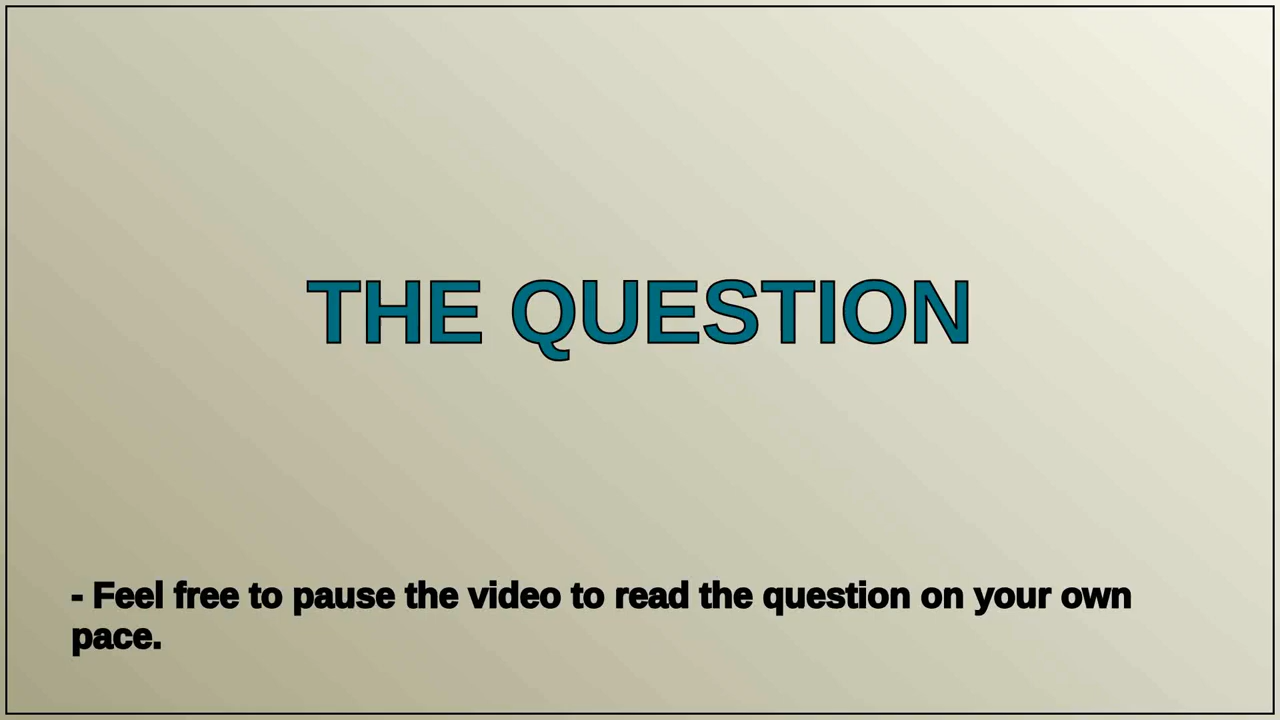 THE QUESTION
- Feel free to pause the video to read the question on your own
pace.